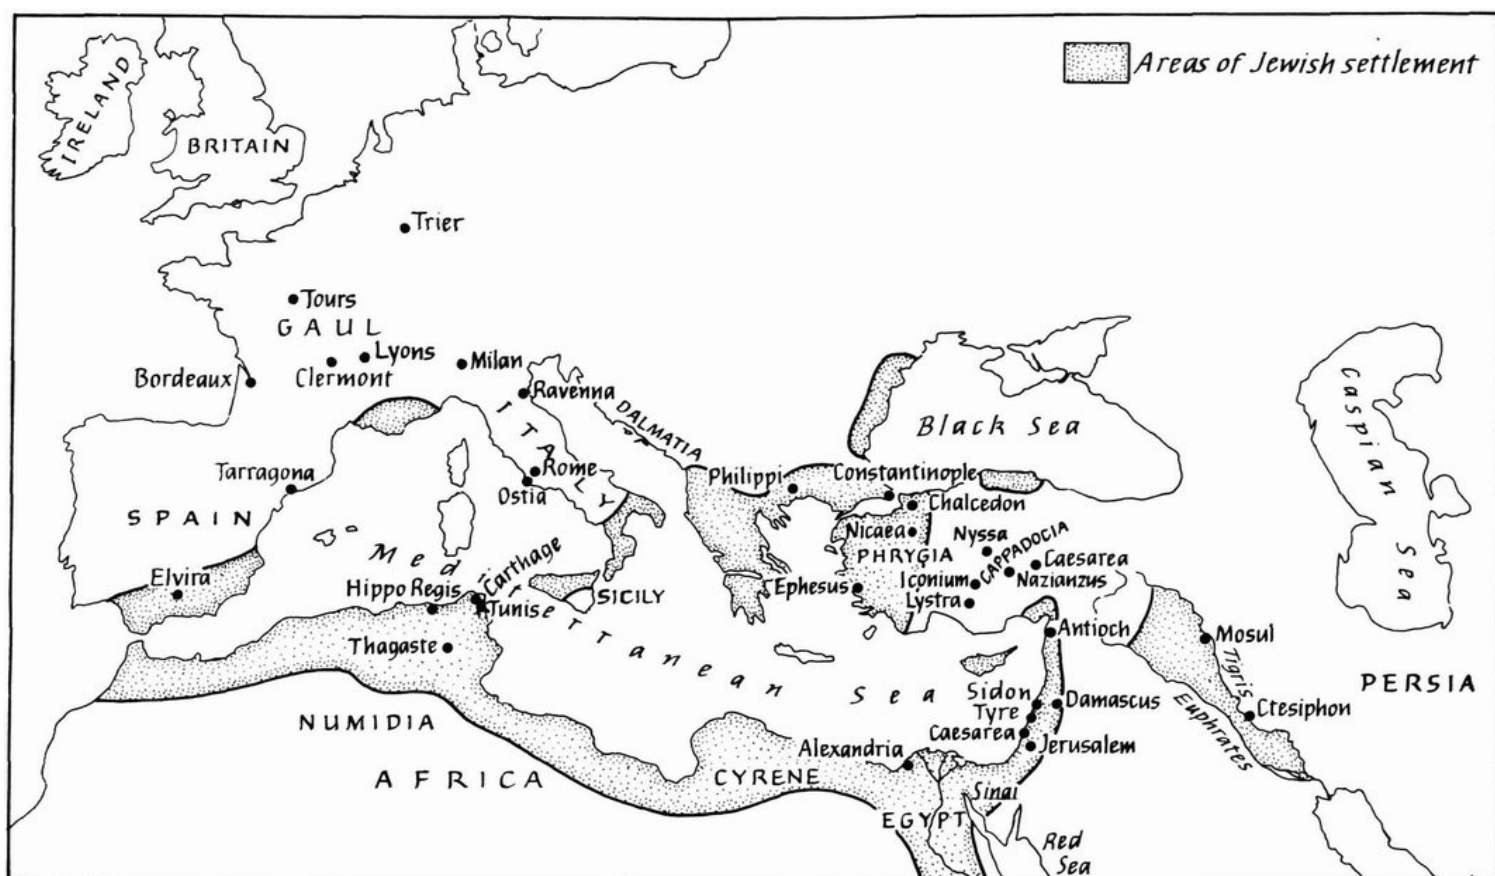 Areas of Jewish settlement
IRELAND
BRITAIN
Trier
Tours
GAUL
Lyons
Clermont
Bordeaux
Milan
Ravenna
ITALY
DALMATIA
Black Sea
Caspian Sea
Tarragona
Rome
Ostia
Philippi
Constantinople
Chalcedon
SPAIN
Nicaea
PHRYGIA
Nyssa
CAPPADOCIA
Caesarea
Nazianzus
Elvira
Mediterranean Sea
Carthage
Hippo Regis
Tunis
SICILY
Ephesus
Iconium
Lystra
Thagaste
Antioch
Mosul
Tigris
PERSIA
Sidon
Tyre
Damascus
Ctesiphon
Euphrates
NUMIDIA
Caesarea
Jerusalem
Alexandria
AFRICA
CYRENE
Sinai
EGYPT
Red
Sea